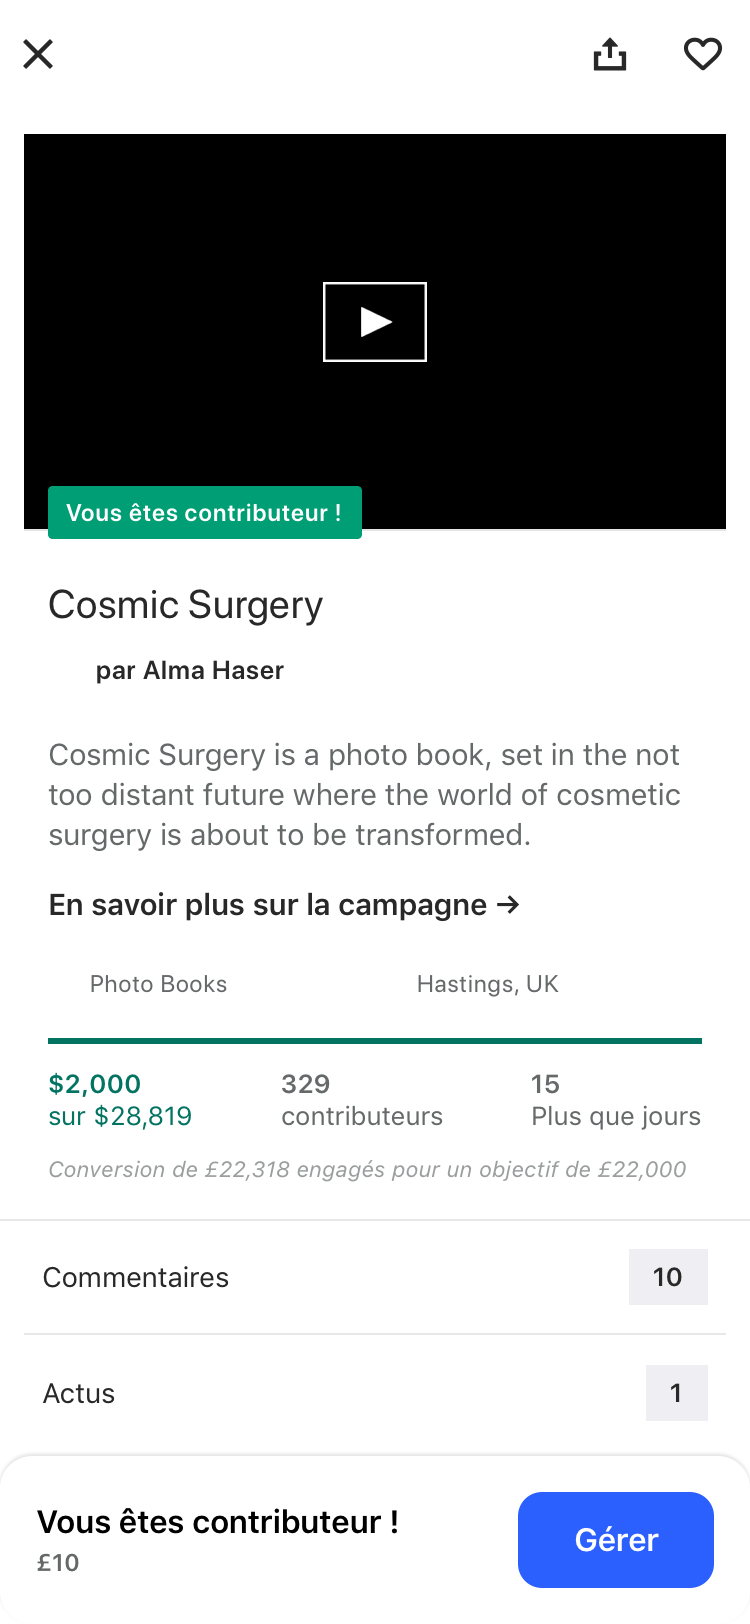 Vous êtes contributeur !
Cosmic Surgery
par Alma Haser
Cosmic Surgery is a photo book, set in the not
too distant future where the world of cosmetic
surgery is about to be transformed.
En savoir plus sur la campagne →
Photo Books
Hastings, UK
$2,000
sur $28,819
329
contributeurs
15
Plus que jours
Conversion de £22,318 engagés pour un objectif de £22,000
Commentaires
10
Actus
1
Vous êtes contributeur !
£10
Gérer